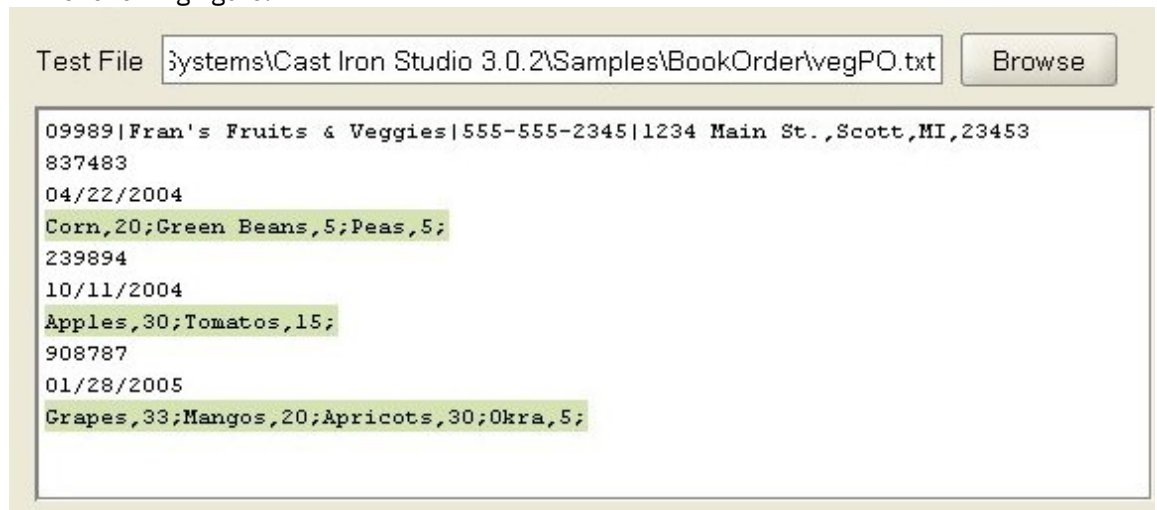 Test File Systems\Cast Iron Studio 3.0.2\Samples\BookOrder\vegPO.txt Browse
09989|Fran's Fruits & Veggies|555-555-2345|1234 Main St.,Scott,MI,23453
837483
04/22/2004
Corn,20;Green Beans,5;Peas,5;
239894
10/11/2004
Apples,30;Tomatos,15;
908787
01/28/2005
Grapes,33;Mangos,20;Apricots,30;Okra,5;